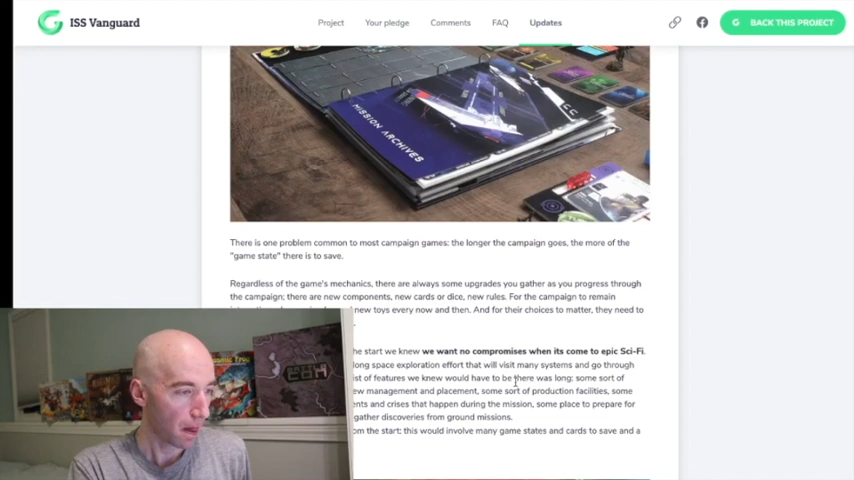 ISS Vanguard
Project
Your pledge
Comments
FAQ
Updates
G BACK THIS PROJECT
MISSION ARCHIVES
There is one problem common to most campaign games: the longer the campaign goes, the more of the
"game state" there is to save.
Regardless of the game's mechanics, there are always some upgrades you gather as you progress through
the campaign; there are new components, new cards or dice, new rules. For the campaign to remain
new toys every now and then. And for their choices to matter, they need to
he start we knew we want no compromises when its come to epic Sci-Fi.
long space exploration effort that will visit many systems and go through
ist of features we knew would have to be there was long: some sort of
ew management and placement, some sort of production facilities, some
ents and crises that happen during the mission, some place to prepare for
gather discoveries from ground missions.
om the start: this would involve many game states and cards to save and a